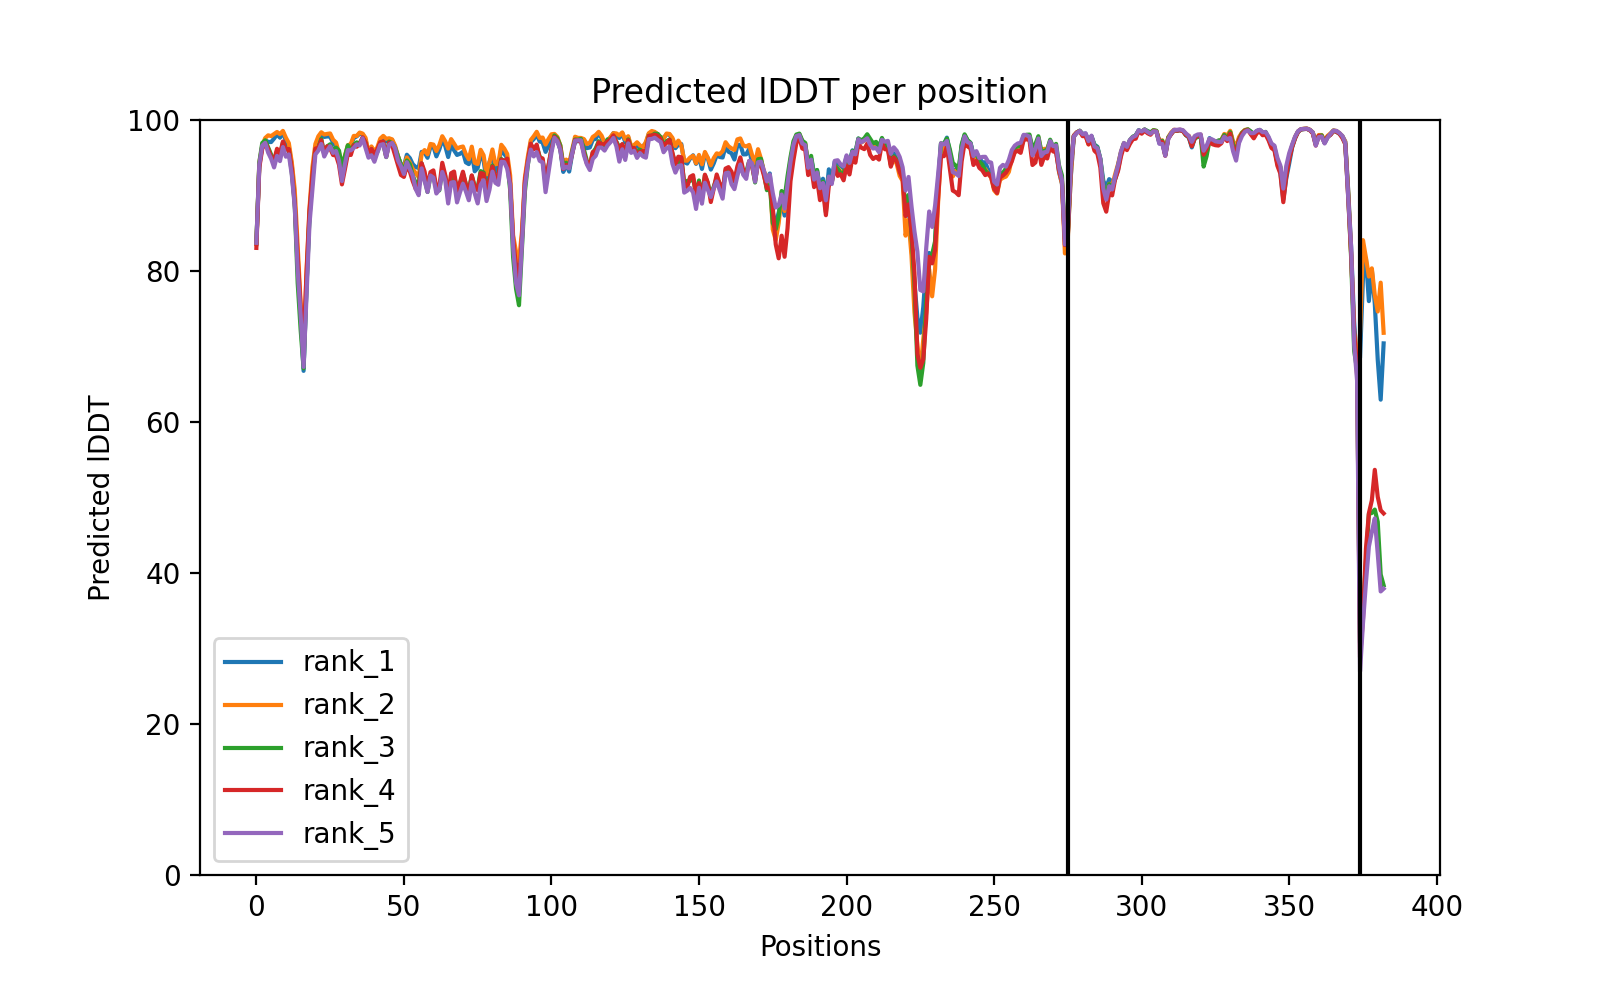 Predicted lDDT per position
100
80
60
40
20
0
Predicted lDDT
rank_1
rank_2
rank_3
rank_4
rank_5
0 50 100 150 200 250 300 350 400
Positions